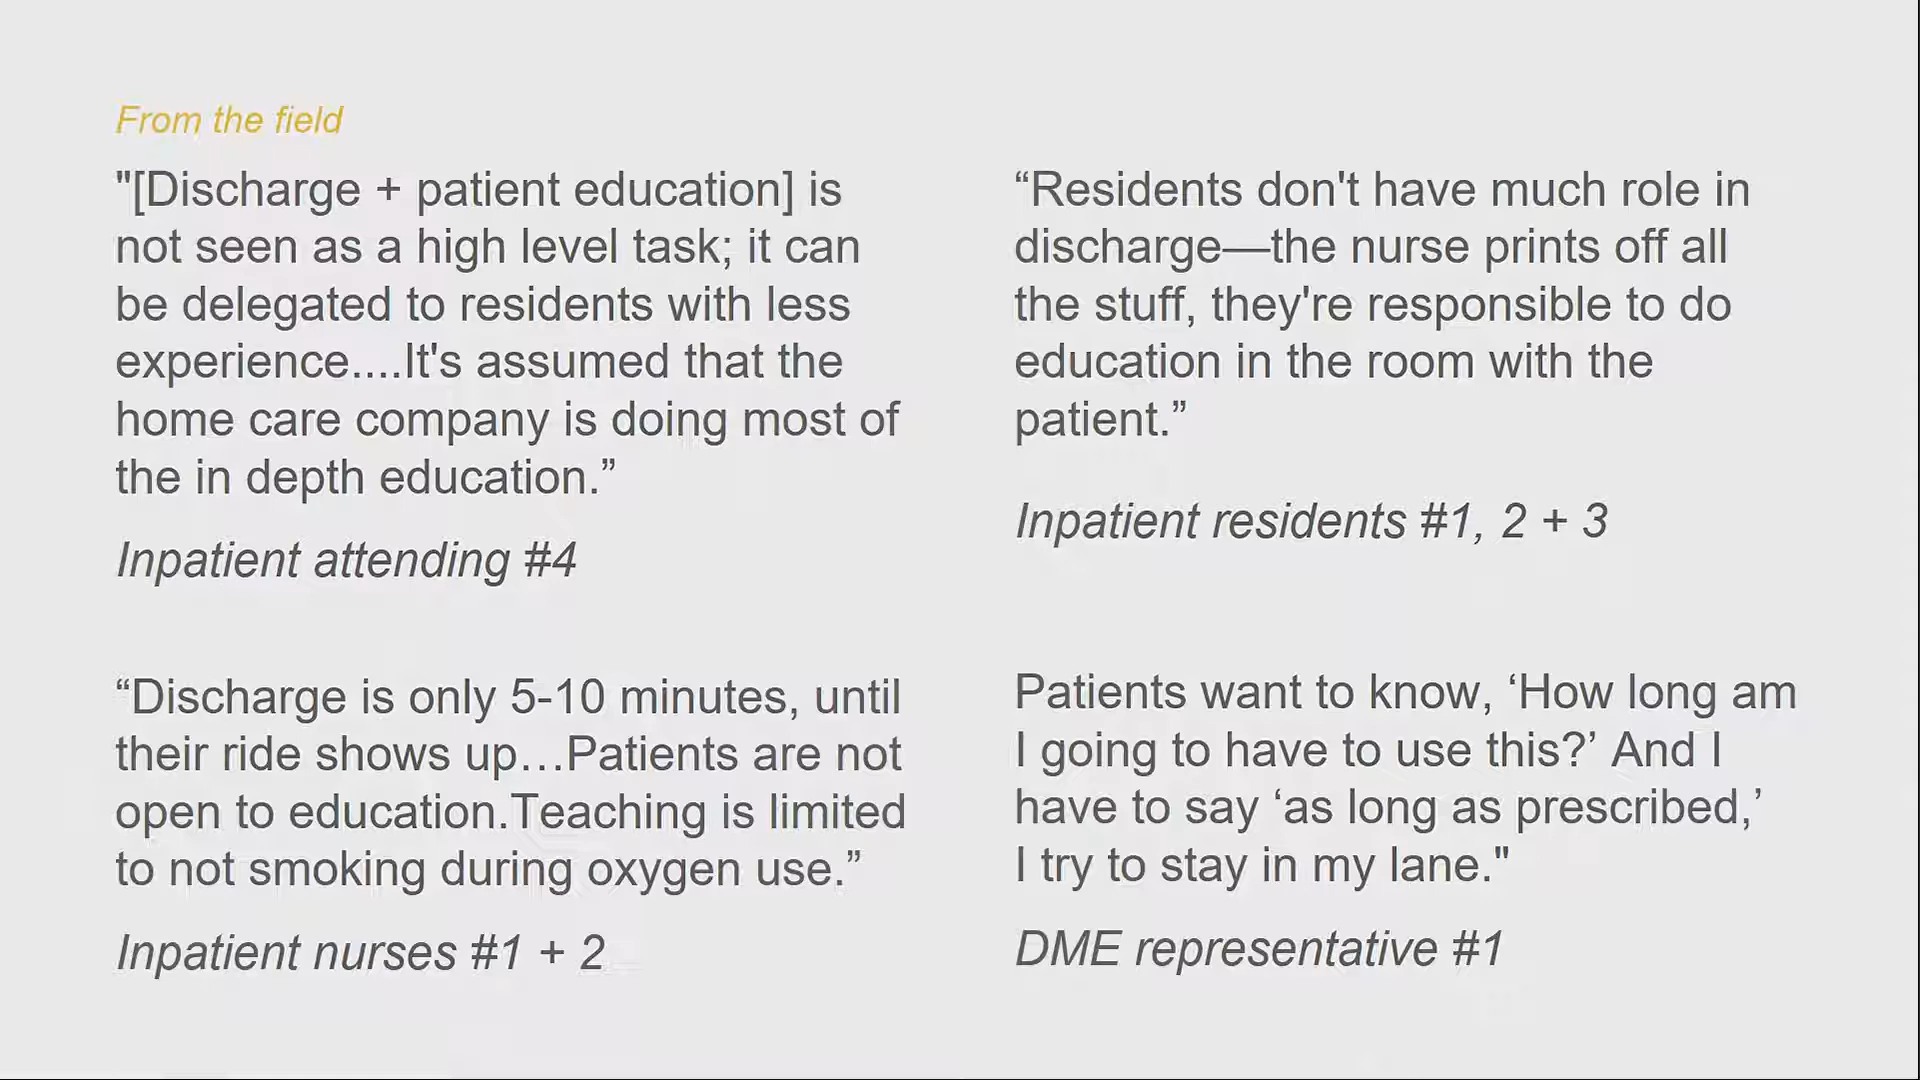 From the field
"[Discharge + patient education] is
not seen as a high level task; it can
be delegated to residents with less
experience....It's assumed that the
home care company is doing most of
the in depth education.”
Inpatient attending #4
“Residents don't have much role in
discharge—the nurse prints off all
the stuff, they're responsible to do
education in the room with the
patient.”
Inpatient residents #1, 2 + 3
“Discharge is only 5-10 minutes, until
their ride shows up…Patients are not
open to education.Teaching is limited
to not smoking during oxygen use.”
Inpatient nurses #1 + 2
Patients want to know, ‘How long am
I going to have to use this?’ And I
have to say ‘as long as prescribed,’
I try to stay in my lane."
DME representative #1